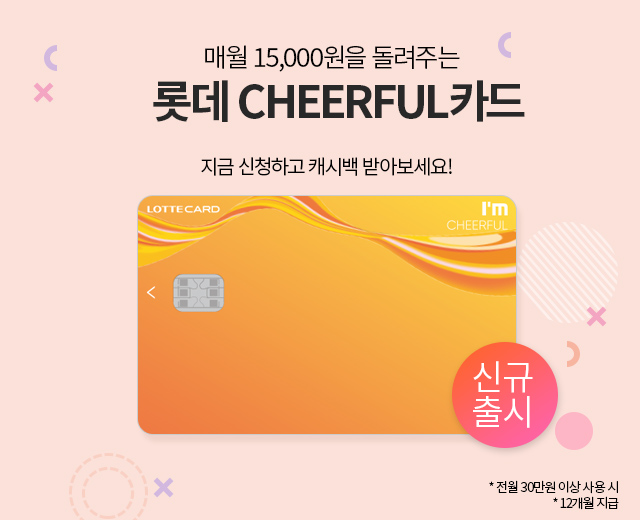 매월 15,000원을 돌려주는
롯데 CHEERFUL카드
지금 신청하고 캐시백 받아보세요!
LOTTE CARD
I'm
CHEERFUL
신규
출시
* 전월 30만원 이상 사용 시
* 12개월 지급